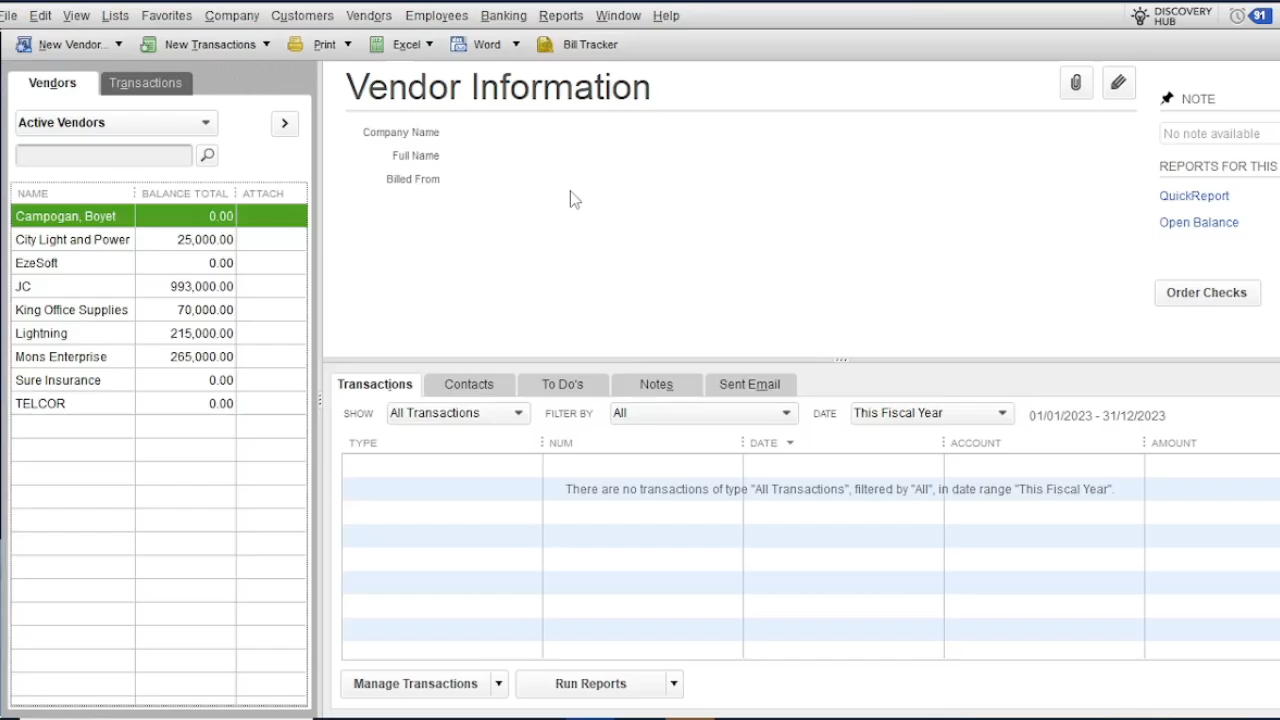 File Edit View Lists Favorites Company Customers Vendors Employees Banking Reports Window Help DISCOVERY HUB 91
New Vendor... New Transactions Print Excel Word Bill Tracker
Vendors Transactions
Active Vendors
NAME BALANCE TOTAL ATTACH
Campogan, Boyet 0.00
City Light and Power 25,000.00
EzeSoft 0.00
JC 993,000.00
King Office Supplies 70,000.00
Lightning 215,000.00
Mons Enterprise 265,000.00
Sure Insurance 0.00
TELCOR 0.00
Vendor Information
Company Name
Full Name
Billed From
NOTE
No note available
REPORTS FOR THIS
QuickReport
Open Balance
Order Checks
Transactions Contacts To Do's Notes Sent Email
SHOW All Transactions FILTER BY All DATE This Fiscal Year 01/01/2023 - 31/12/2023
TYPE NUM DATE ACCOUNT AMOUNT
There are no transactions of type "All Transactions", filtered by "All", in date range "This Fiscal Year".
Manage Transactions Run Reports